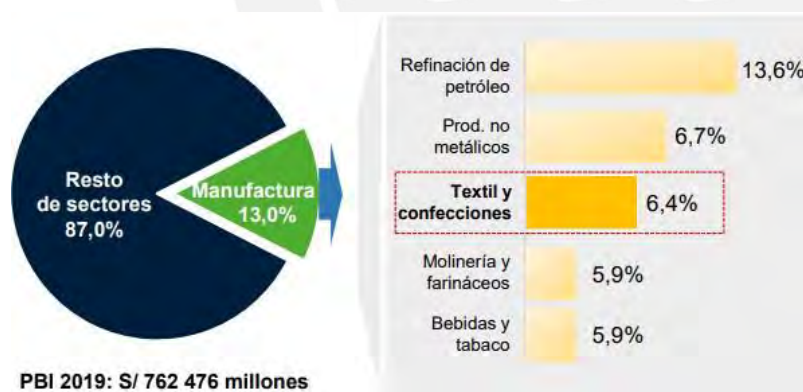 Resto
de sectores
87,0%
Manufactura
13,0%
PBI 2019: S/ 762 476 millones
Refinación de
petróleo
13,6%
Prod. no
metálicos
6,7%
Textil y
confecciones
6,4%
Molinería y
farináceos
5,9%
Bebidas y
tabaco
5,9%